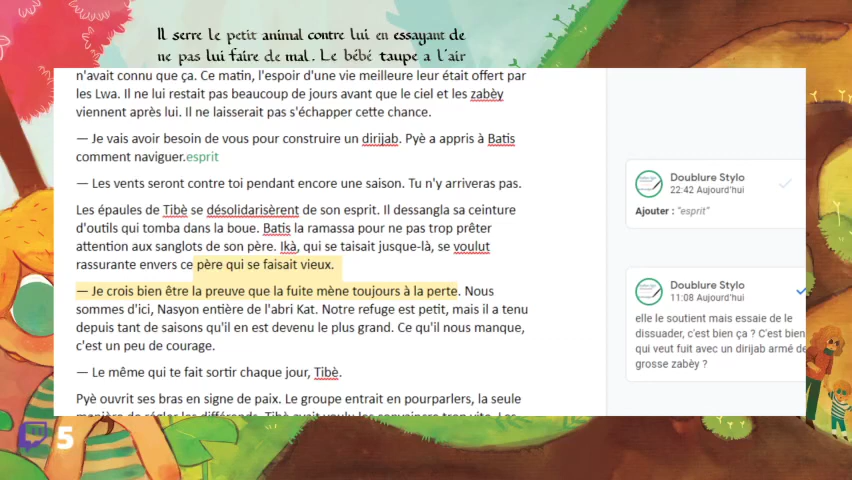 Il serre le petit animal contre lui en essayant de
ne pas lui faire de mal. Le bébé taupe a l'air
n'avait connu que ça. Ce matin, l'espoir d'une vie meilleure leur était offert par
les Lwa. Il ne lui restait pas beaucoup de jours avant que le ciel et les zabèy
viennent après lui. Il ne laisserait pas s'échapper cette chance.
— Je vais avoir besoin de vous pour construire un dirijab. Pyè a appris à Batis
comment naviguer.esprit
— Les vents seront contre toi pendant encore une saison. Tu n'y arriveras pas.
Les épaules de Tibè se désolidarisèrent de son esprit. Il dessangla sa ceinture
d'outils qui tomba dans la boue. Batis la ramassa pour ne pas trop prêter
attention aux sanglots de son père. Ikà, qui se taisait jusque-là, se voulut
rassurante envers ce père qui se faisait vieux.
— Je crois bien être la preuve que la fuite mène toujours à la perte. Nous
sommes d'ici, Nasyon entière de l'abri Kat. Notre refuge est petit, mais il a tenu
depuis tant de saisons qu'il en est devenu le plus grand. Ce qu'il nous manque,
c'est un peu de courage.
— Le même qui te fait sortir chaque jour, Tibè.
Pyè ouvrit ses bras en signe de paix. Le groupe entrait en pourparlers, la seule
Doublure Stylo
22:42 Aujourd'hui
Ajouter : "esprit"
Doublure Stylo
11:08 Aujourd'hui
elle le soutient mais essaie de le
dissuader, c'est bien ça ? C'est bien
qui veut fuit avec un dirijab armé de
grosse zabèy ?
5